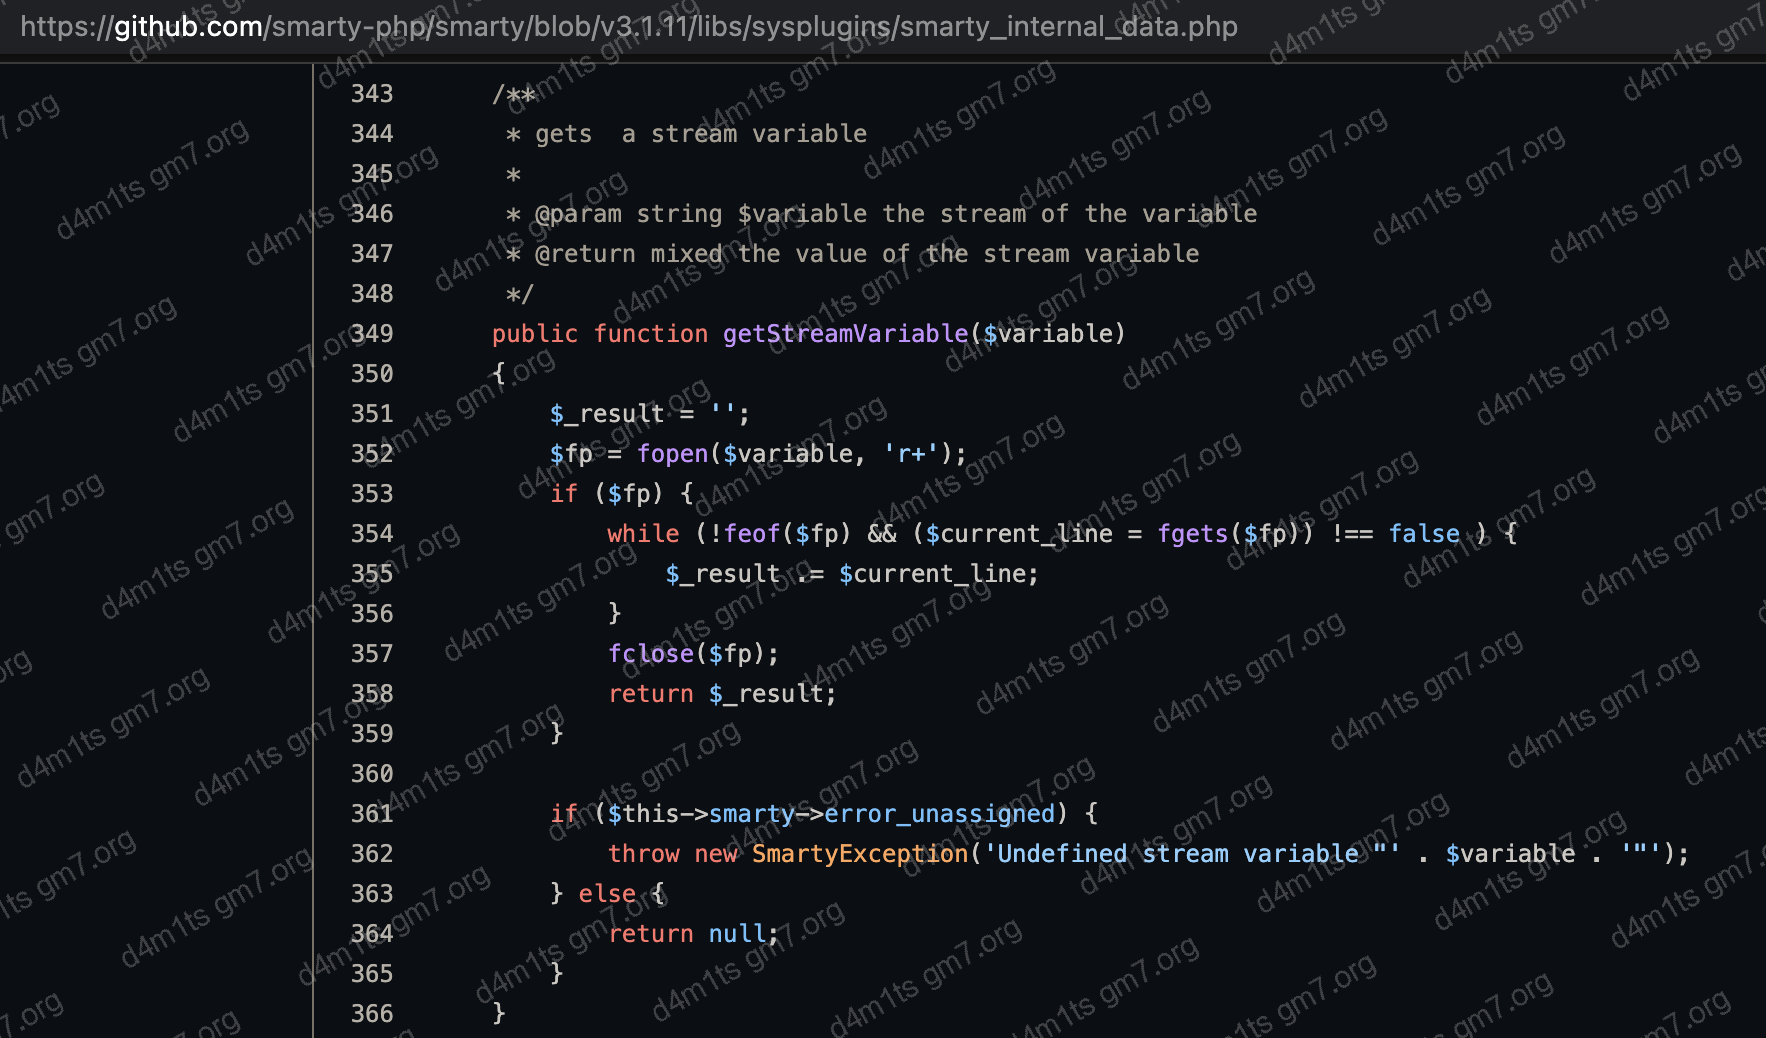 https://github.com/smarty-php/smarty/blob/v3.1.11/libs/sysplugins/smarty_internal_data.php
343 /**
344 * gets  a stream variable
345 *
346 * @param string $variable the stream of the variable
347 * @return mixed the value of the stream variable
348 */
349 public function getStreamVariable($variable)
350 {
351 $_result = '';
352 $fp = fopen($variable, 'r+');
353 if ($fp) {
354 while (!feof($fp) && ($current_line = fgets($fp)) !== false ) {
355 $_result .= $current_line;
356 }
357 fclose($fp);
358 return $_result;
359 }
360
361 if ($this->smarty->error_unassigned) {
362 throw new SmartyException('Undefined stream variable "' . $variable . '"');
363 } else {
364 return null;
365 }
366 }
d4m1ts gm7.org